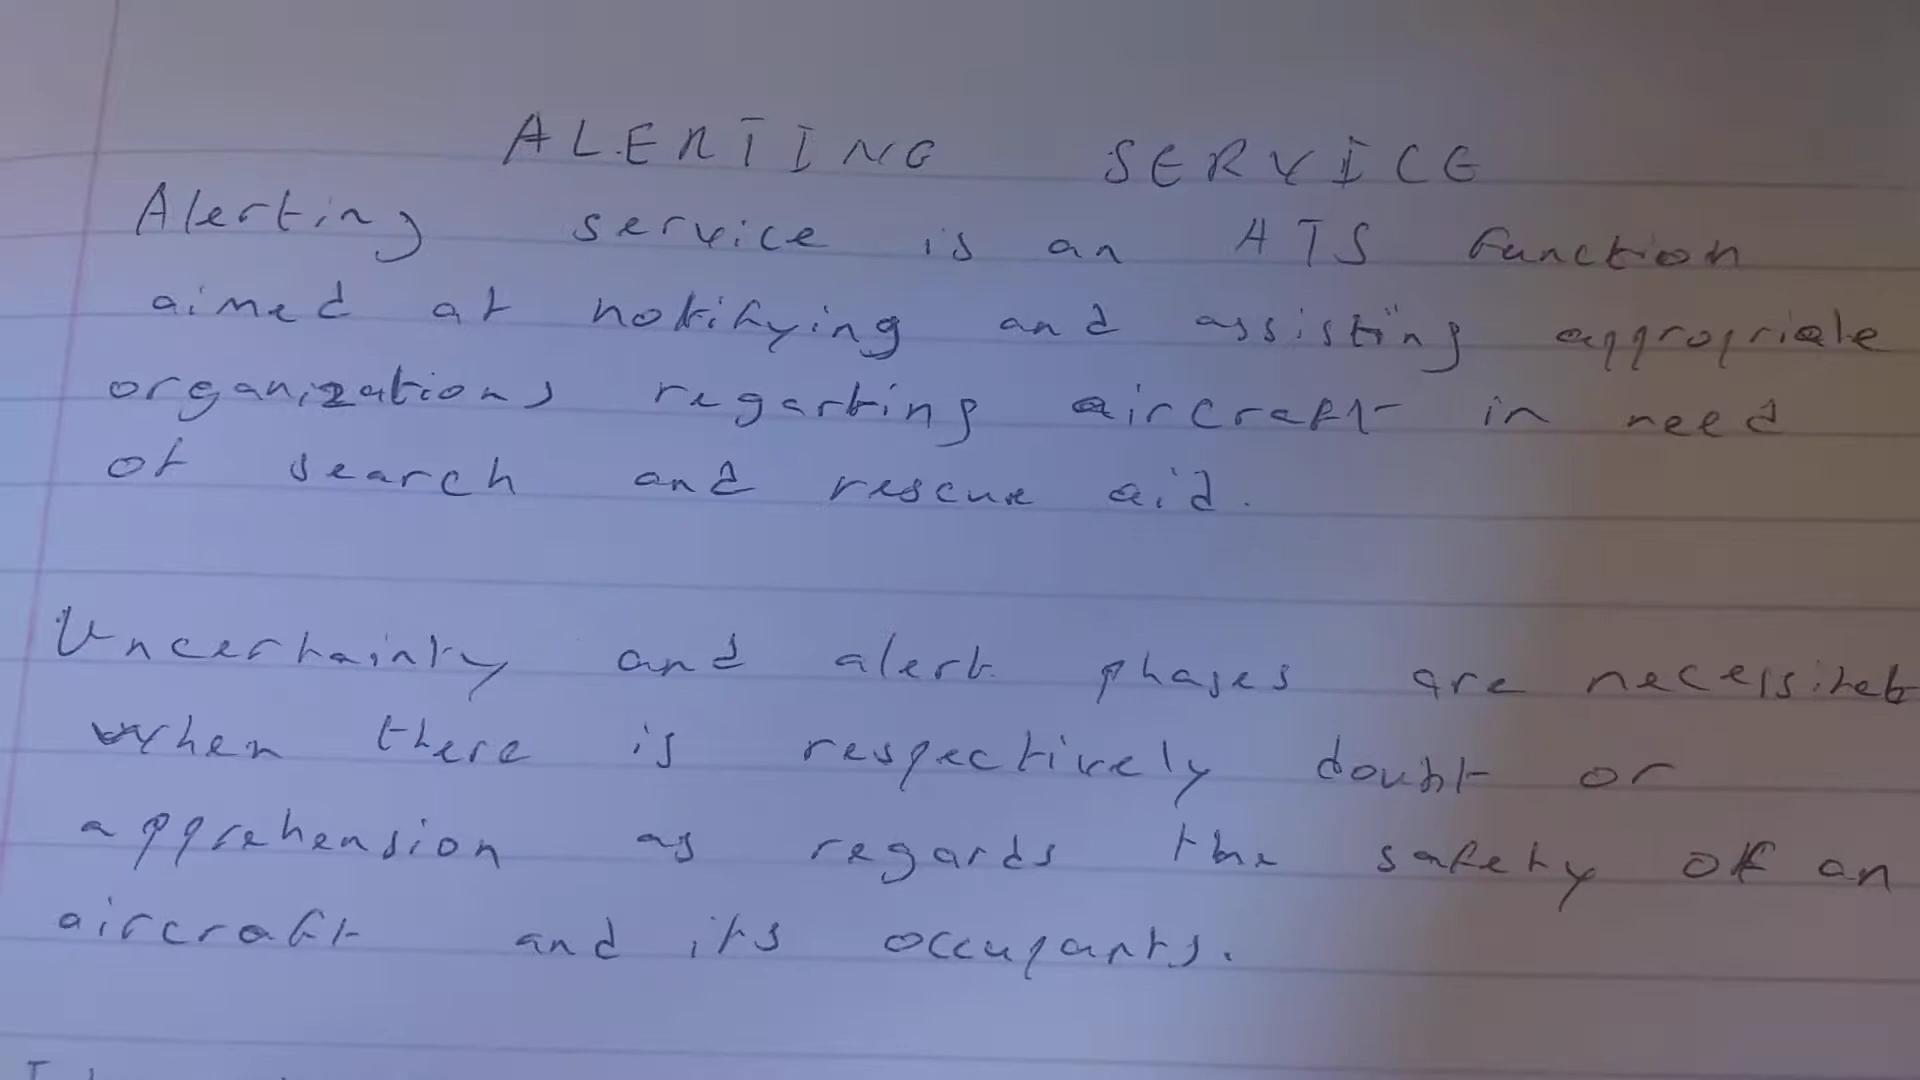 ALERTING SERVICE
Alerting service is an ATS function
aimed at notifying and assisting appropriate
organizations regarting aircraft in need
of search and rescue aid.
Uncertainty and alert phases are necessitet
when there is respectively doubt or
apprehension as regards the safety of an
aircraft and its occupants.